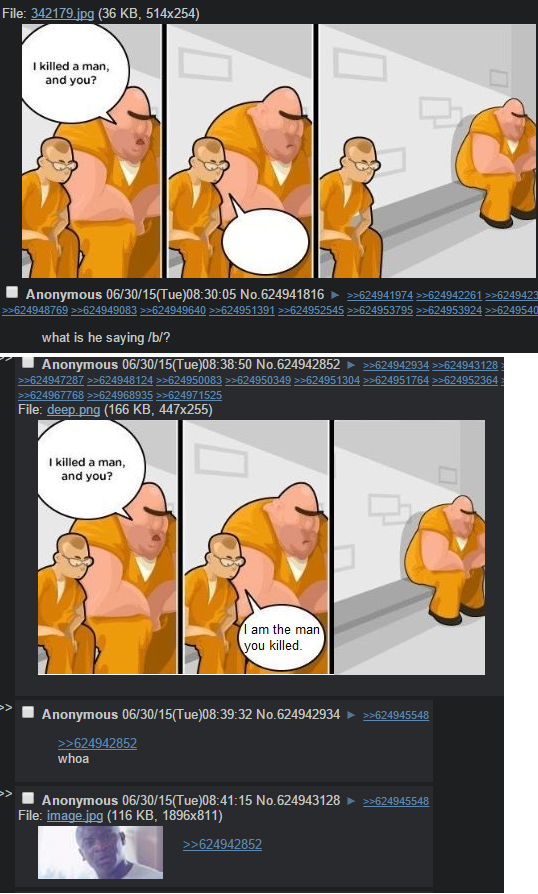 File: 342179.jpg (36 KB, 514x254)
I killed a man,
and you?
Anonymous 06/30/15(Tue)08:30:05 No.624941816 ► >>624941974 >>624942261
>>624948769 >>624949083 >>624949640 >>624951391 >>624952545 >>624953795 >>624953924
what is he saying /b/?
>> Anonymous 06/30/15(Tue)08:38:50 No.624942852 ► >>624942934 >>624943128
>>624947287 >>624948124 >>624950083 >>624950349 >>624951304 >>624951764 >>624952364
>>624967768 >>624968935 >>624971525
File: deep.png (166 KB, 447x255)
I killed a man,
and you?
I am the man
you killed.
>> Anonymous 06/30/15(Tue)08:39:32 No.624942934 ► >>624945548
>>624942852
whoa
>> Anonymous 06/30/15(Tue)08:41:15 No.624943128 ► >>624945548
File: image.jpg (116 KB, 1896x811)
>>624942852